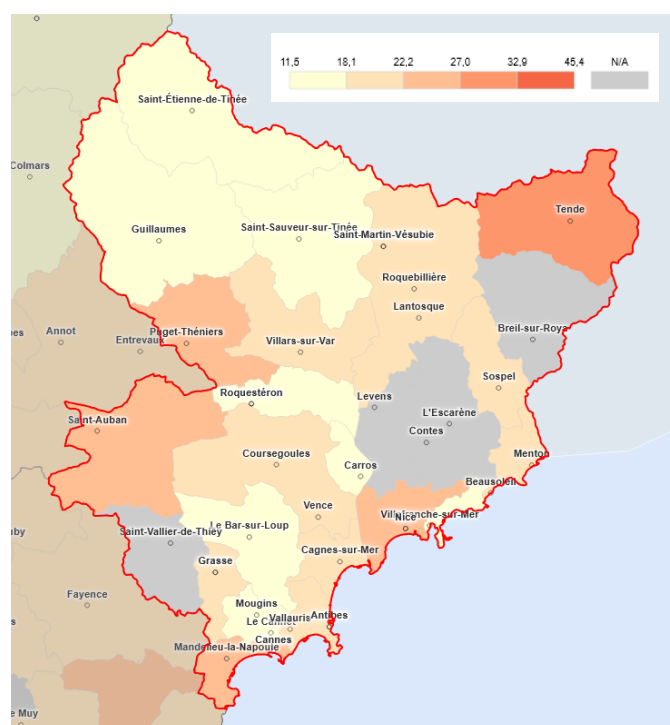 11,5 18,1 22,2 27,0 32,9 45,4 N/A
Saint-Étienne-de-Tinée
Colmars
Tende
Guillaumes
Saint-Sauveur-sur-Tinée
Saint-Martin-Vésubie
Roquebillière
Lantosque
Breil-sur-Roya
Annot
Entrevaux
Puget-Théniers
Villars-sur-Var
Sospel
Roquestéron
Levens
L'Escarène
Saint-Auban
Contes
Coursegoules
Menton
Carros
Beausoleil
Vence
Villefranche-sur-Mer
Nice
Le Bar-sur-Loup
Saint-Vallier-de-Thiey
Cagnes-sur-Mer
Grasse
Fayence
Mougins
Antibes
Le Cannet
Vallauris
Cannes
Mandelieu-la-Napoule
e Muy